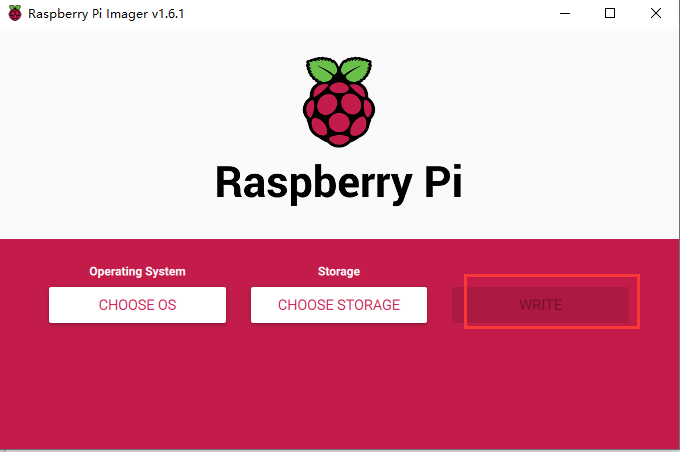 Raspberry Pi Imager v1.6.1
Raspberry Pi
Operating System
Storage
CHOOSE OS
CHOOSE STORAGE
WRITE